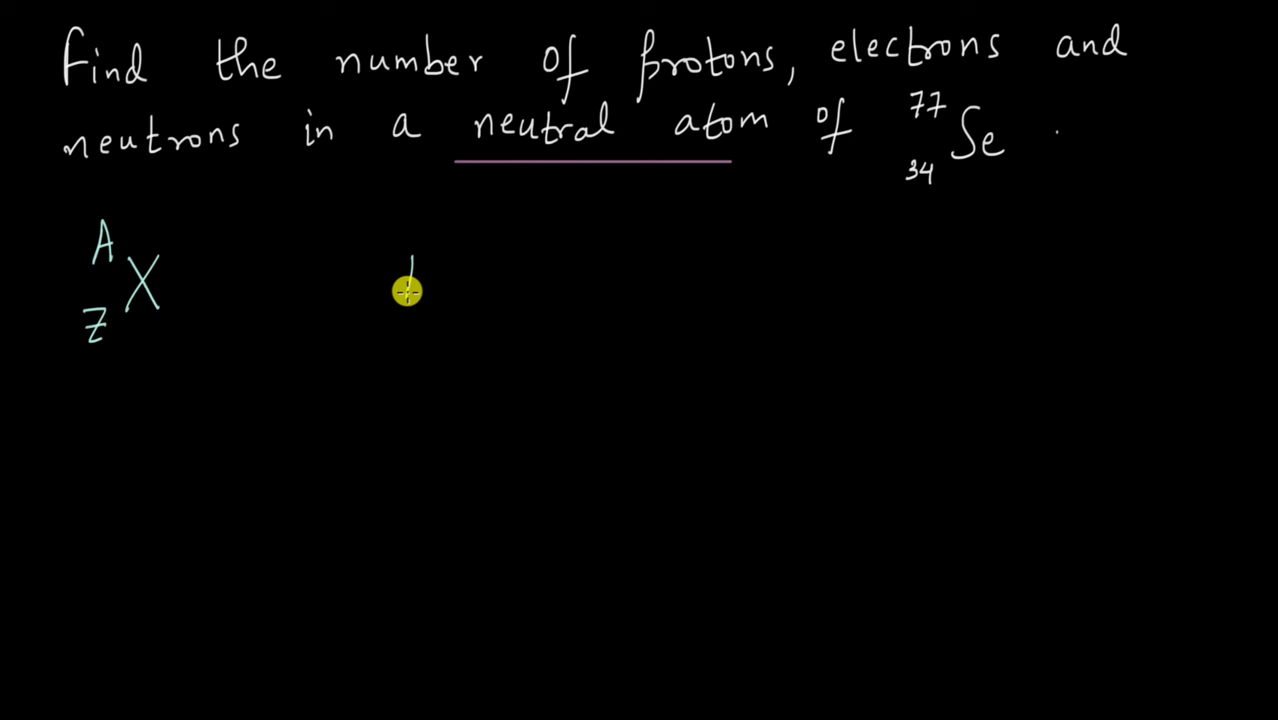 Find the number of protons, electrons and
neutrons in a neutral atom of ⁷⁷₃₄Se .
ᴬ_Z X